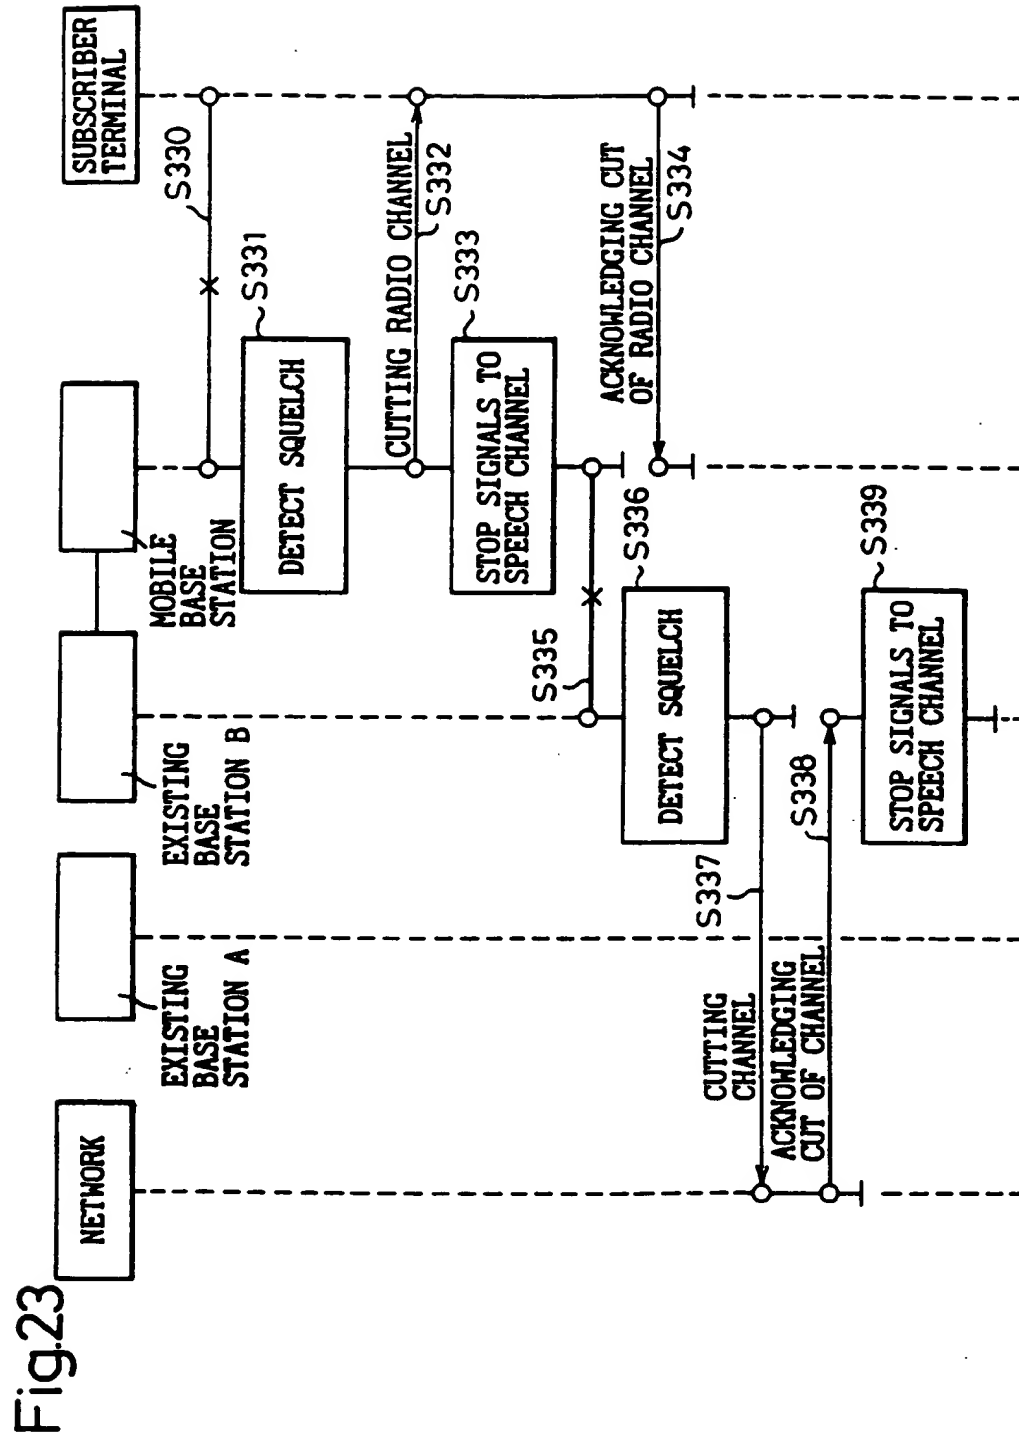 Fig.23
NETWORK
EXISTING
BASE
STATION A
EXISTING
BASE
STATION B
MOBILE
BASE
STATION
SUBSCRIBER
TERMINAL
S330
DETECT SQUELCH
S331
CUTTING RADIO CHANNEL
S332
STOP SIGNALS TO
SPEECH CHANNEL
S333
ACKNOWLEDGING CUT
OF RADIO CHANNEL
S334
S335
DETECT SQUELCH
S336
CUTTING
CHANNEL
S337
ACKNOWLEDGING
CUT OF CHANNEL
S338
STOP SIGNALS TO
SPEECH CHANNEL
S339